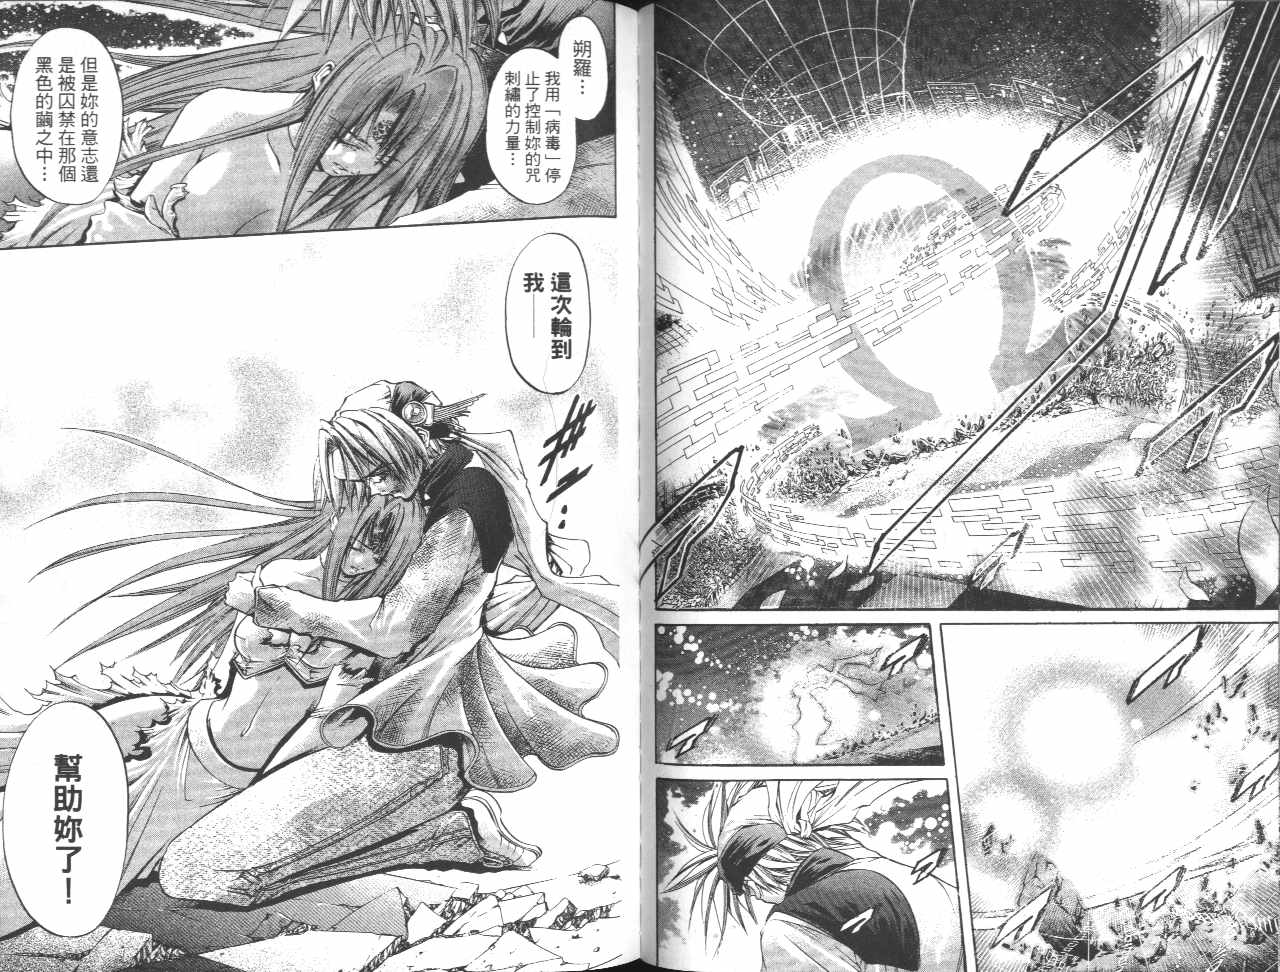 朔羅…
我用「病毒」停
止了控制妳的咒
刺繡的力量…
但是妳的意志還
是被囚禁在那個
黑色的繭之中…
這次輪到
我——
幫助妳了！